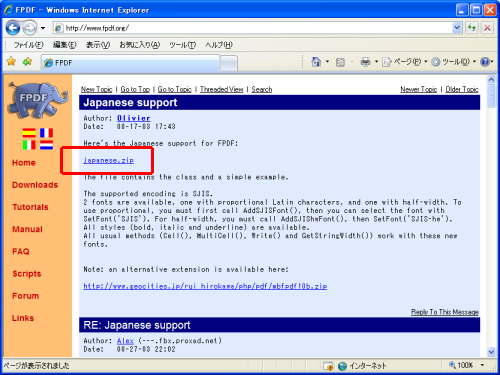 FPDF - Windows Internet Explorer
http://www.fpdf.org/
ファイル(F) 編集(E) 表示(V) お気に入り(A) ツール(T) ヘルプ(H)
FPDF ページ(P) ツール(O)
New Topic | Go to Top | Go to Topic | Threaded View | Search Newer Topic | Older Topic
Japanese support
Author: Olivier
Date: 08-17-03 17:43
Here's the Japanese support for FPDF:
japanese.zip
The file contains the class and a simple example.
The supported encoding is SJIS.
2 fonts are available, one with proportional Latin characters, and one with half-width. To
use proportional, you must first call AddSJISFont(), then you can select the font with
SetFont('SJIS'). For half-width, you must call AddSJIShFont(), then SetFont('SJIS-hw').
All styles (bold, italic and underline) are available.
All usual methods (Cell(), MultiCell(), Write() and GetStringWidth()) work with these new
fonts.
Note: an alternative extension is available here:
http://www.geocities.jp/rui_hirokawa/php/pdf/mbfpdf10b.zip
Reply To This Message
RE: Japanese support
Author: Alex (---.fbx.proxad.net)
Date: 08-27-03 22:02
Home
Downloads
Tutorials
Manual
FAQ
Scripts
Forum
Links
ページが表示されました インターネット 100%